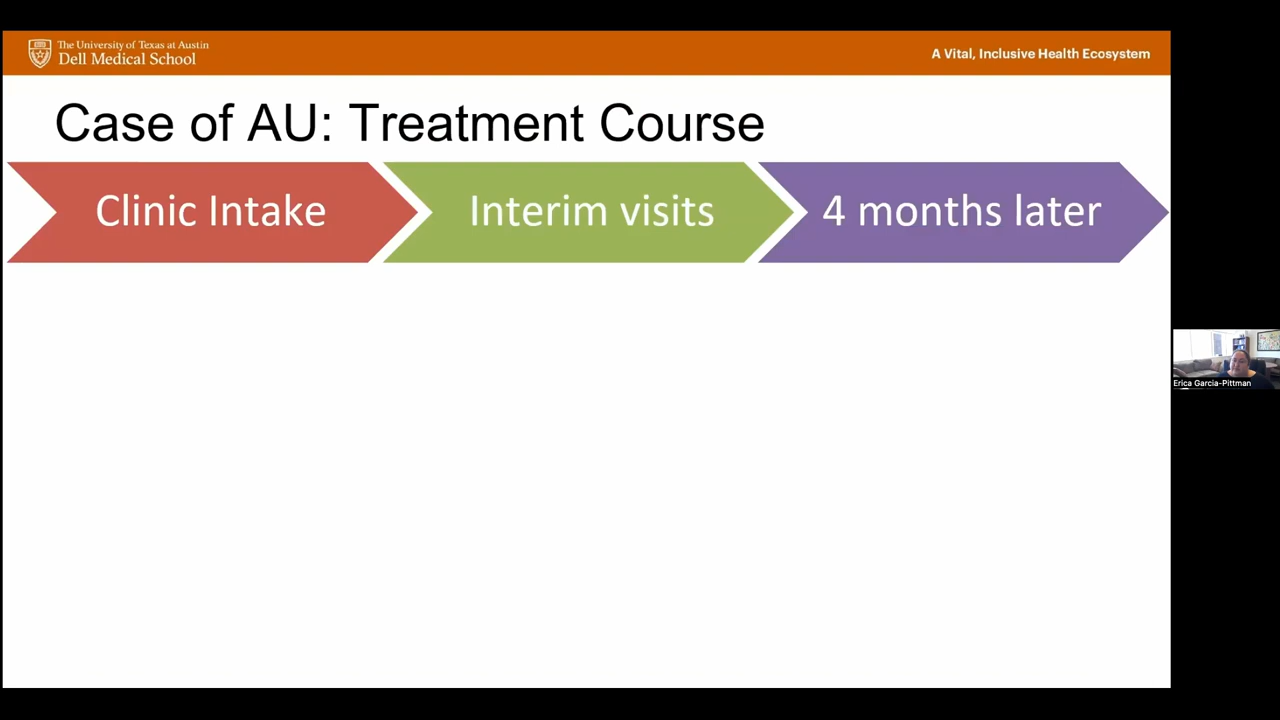 The University of Texas at Austin
Dell Medical School
A Vital, Inclusive Health Ecosystem
Case of AU: Treatment Course
Clinic Intake
Interim visits
4 months later
Erica Garcia-Pittman